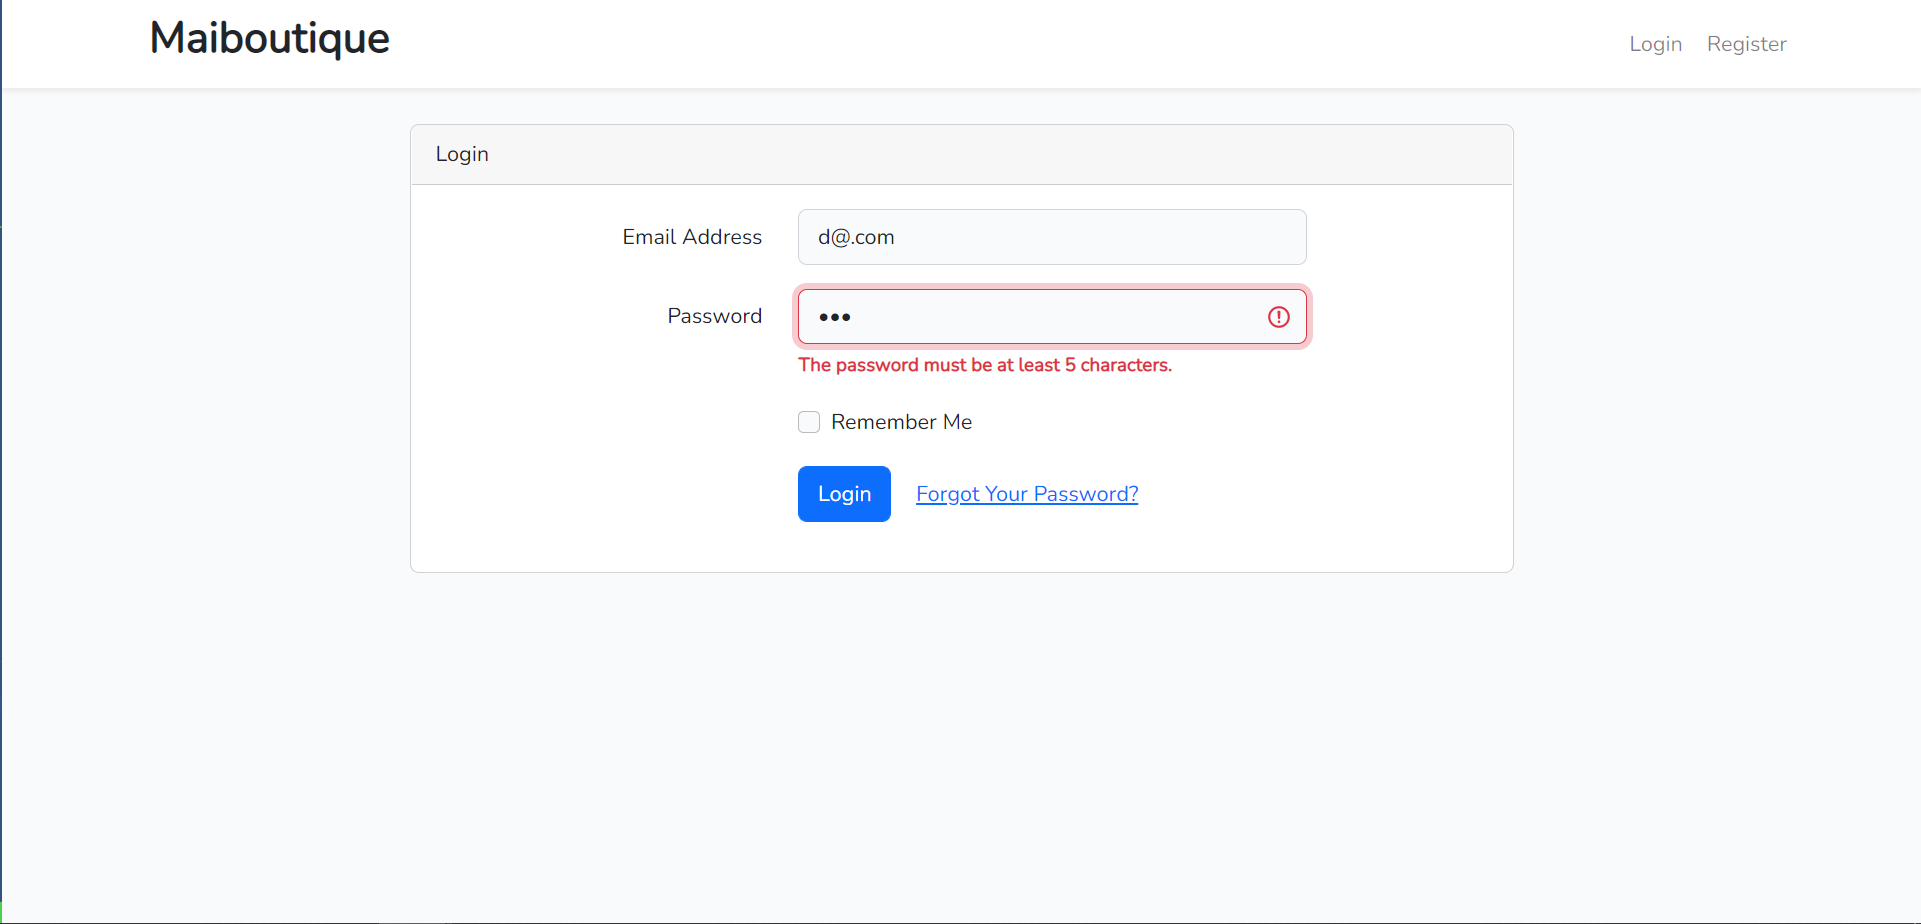 Maiboutique
Login Register
Login
Email Address d@.com
Password •••
The password must be at least 5 characters.
Remember Me
Login Forgot Your Password?